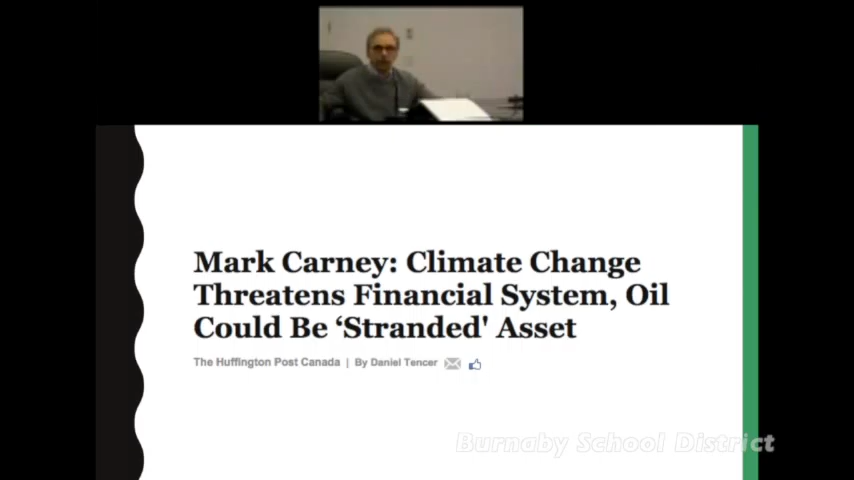 Mark Carney: Climate Change
Threatens Financial System, Oil
Could Be ‘Stranded' Asset
The Huffington Post Canada | By Daniel Tencer
Burnaby School District